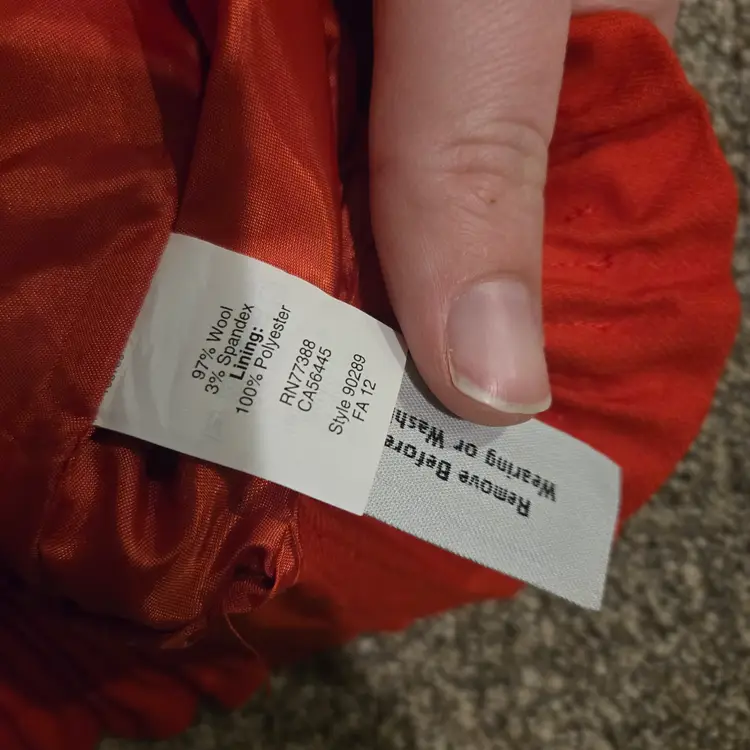 97% Wool
3% Spandex
Lining:
100% Polyester
RN77388
CA56445
Style 90289
FA 12
Remove Before
Wearing or Wash